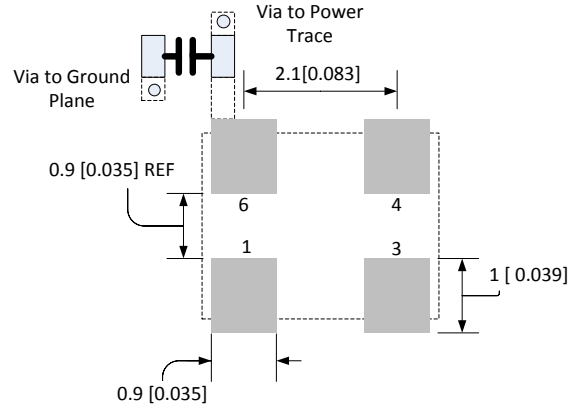 Via to Power
Trace
Via to Ground
Plane
2.1[0.083]
0.9 [0.035] REF
6
4
1
3
1 [ 0.039]
0.9 [0.035]